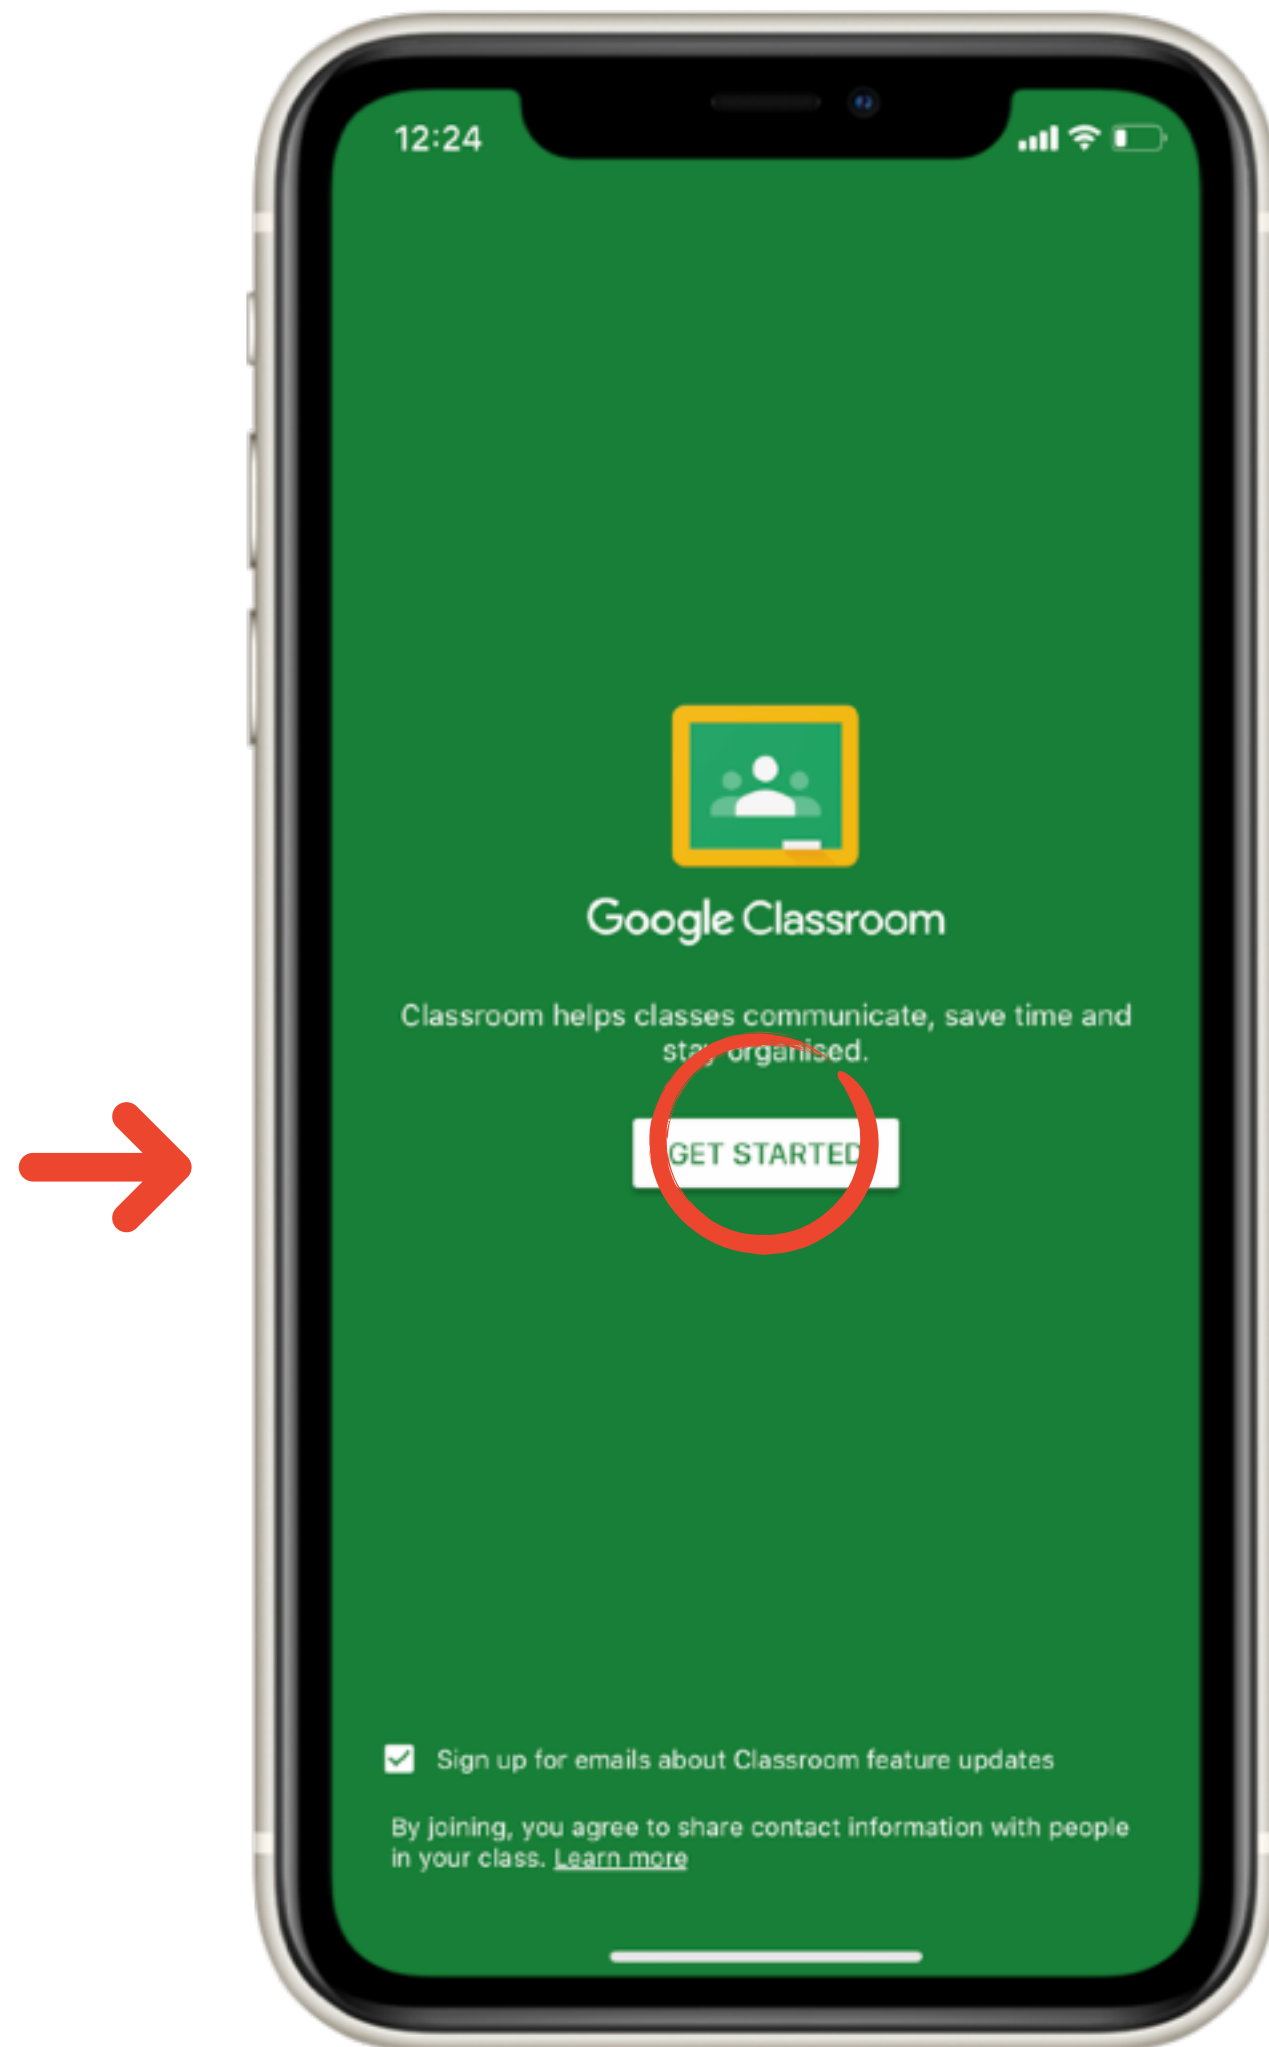 12:24
Google Classroom
Classroom helps classes communicate, save time and
stay organised.
GET STARTED
Sign up for emails about Classroom feature updates
By joining, you agree to share contact information with people
in your class. Learn more